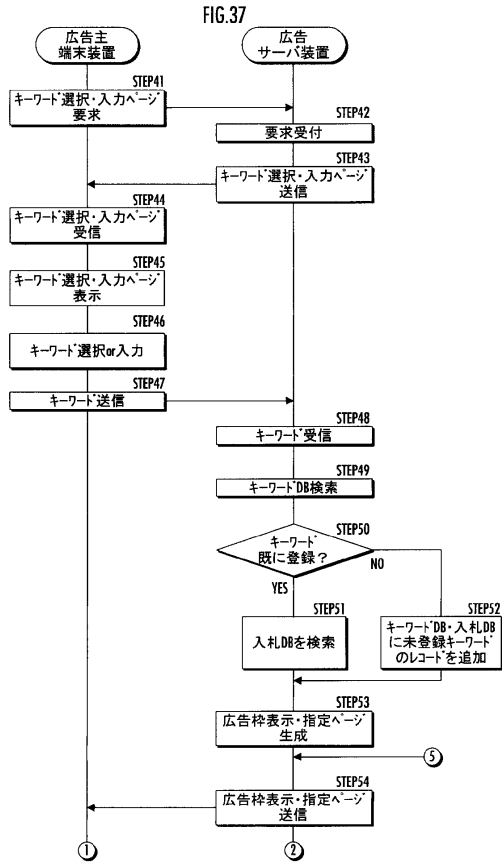 FIG.37
広告主
端末装置
広告
サーバ装置
STEP41
キーワード選択・入力ページ
要求
STEP42
要求受付
STEP43
キーワード選択・入力ページ
送信
STEP44
キーワード選択・入力ページ
受信
STEP45
キーワード選択・入力ページ
表示
STEP46
キーワード選択or入力
STEP47
キーワード送信
STEP48
キーワード受信
STEP49
キーワードDB検索
STEP50
キーワード
既に登録?
NO
YES
STEP51
入札DBを検索
STEP52
キーワードDB・入札DB
に未登録キーワード
のレコードを追加
STEP53
広告枠表示・指定ページ
生成
5
STEP54
広告枠表示・指定ページ
送信
1
2